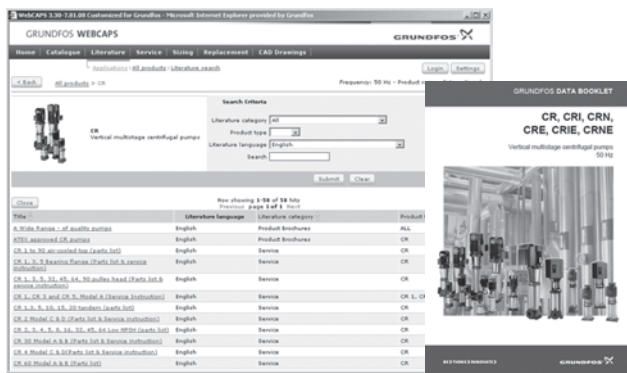 WebCAPS 3.30-7.01.08 Customized for Grundfos - Microsoft Internet Explorer provided by Grundfos
GRUNDFOS WEBCAPS
GRUNDFOS
Home Catalogue Literature Service Sizing Replacement CAD Drawings
Applications All products Literature search
Login Settings
< Back All products > CR
Frequency: 50 Hz - Product
Search Criteria
CR
Vertical multistage centrifugal pumps
Literature category All
Product type
Literature language English
Search
Submit Clear
Close
Now showing 1-58 of 58 hits
Previous page 1 of 1 Next
Title Literature language Literature category Product
A Wide Range - of quality pumps English Product Brochures ALL
ATEX approved CR pumps English Product Brochures CR
CR 1 to 90 air-cooled top (parts list) English Service CR
CR 1, 3, 5 Bearing flange (Parts list & service instruction) English Service CR
CR 1, 3, 5, 32, 45, 64, 90 pulley head (Parts list & service instruction) English Service CR
CR 1, CR 3 and CR 5, Model A (Service Instruction) English Service CR 1, CR
CR 1,3, 5, 10, 15, 20 tandem (parts list) English Service CR
CR 2 Model C & D (Parts list & Service instruction) English Service CR
CR 2, 3, 4, 5, 8, 16, 32, 45, 64 Low NPSH (parts list) English Service CR
CR 30 Model A & B (Parts list & Service instruction) English Service CR
CR 4 Model C & D(Parts list & Service instruction) English Service CR
CR 60 Model A & B (Parts list) English Service CR
GRUNDFOS DATA BOOKLET
CR, CRI, CRN,
CRE, CRIE, CRNE
Vertical multistage centrifugal pumps
50 Hz
BE>THINK>INNOVATE>
GRUNDFOS